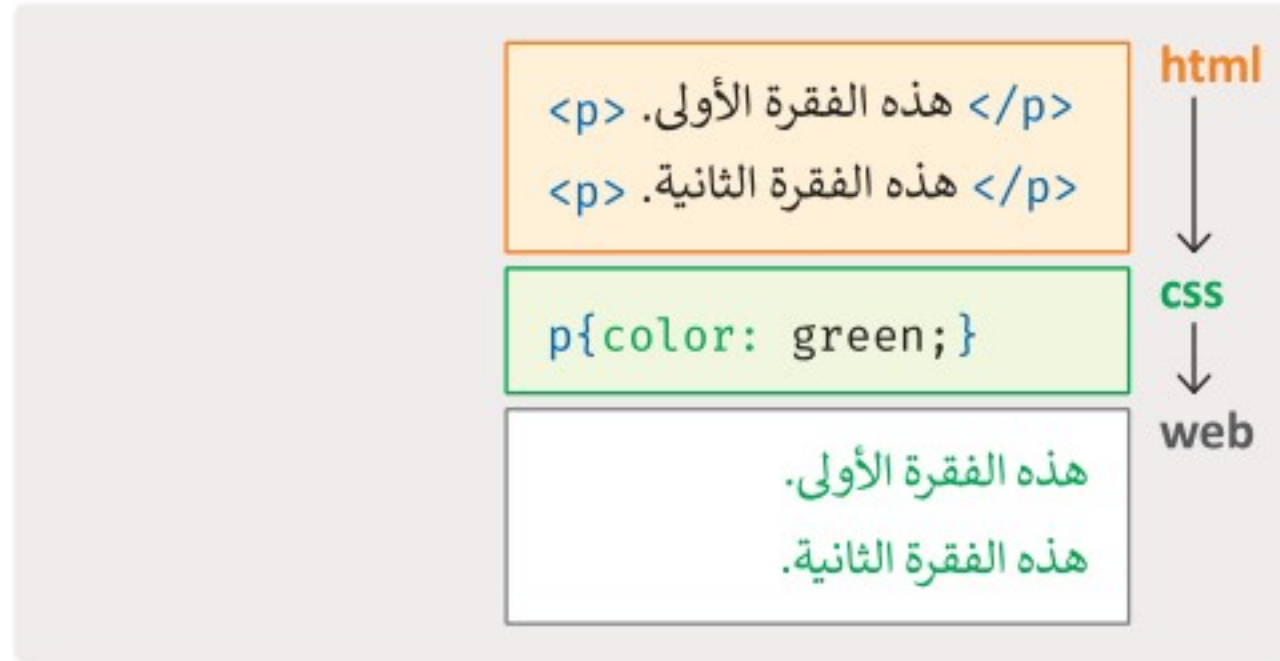 html
<p> هذه الفقرة الأولى. </p>
<p> هذه الفقرة الثانية. </p>
css
p{color: green;}
web
هذه الفقرة الأولى.
هذه الفقرة الثانية.